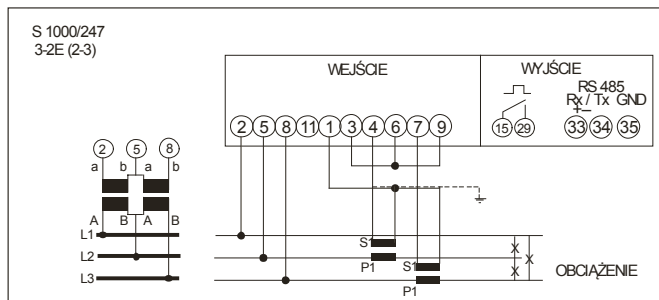 S 1000/247
3-2E (2-3)
WEJŚCIE
WYJŚCIE
RS 485
Rx / Tx GND
+ –
2 5 8 11 1 3 4 6 7 9
15 29 33 34 35
2 5 8
a b a b
A B A B
L1
L2
L3
S1
P1
S1
P1
X
X
X
OBCIĄŻENIE